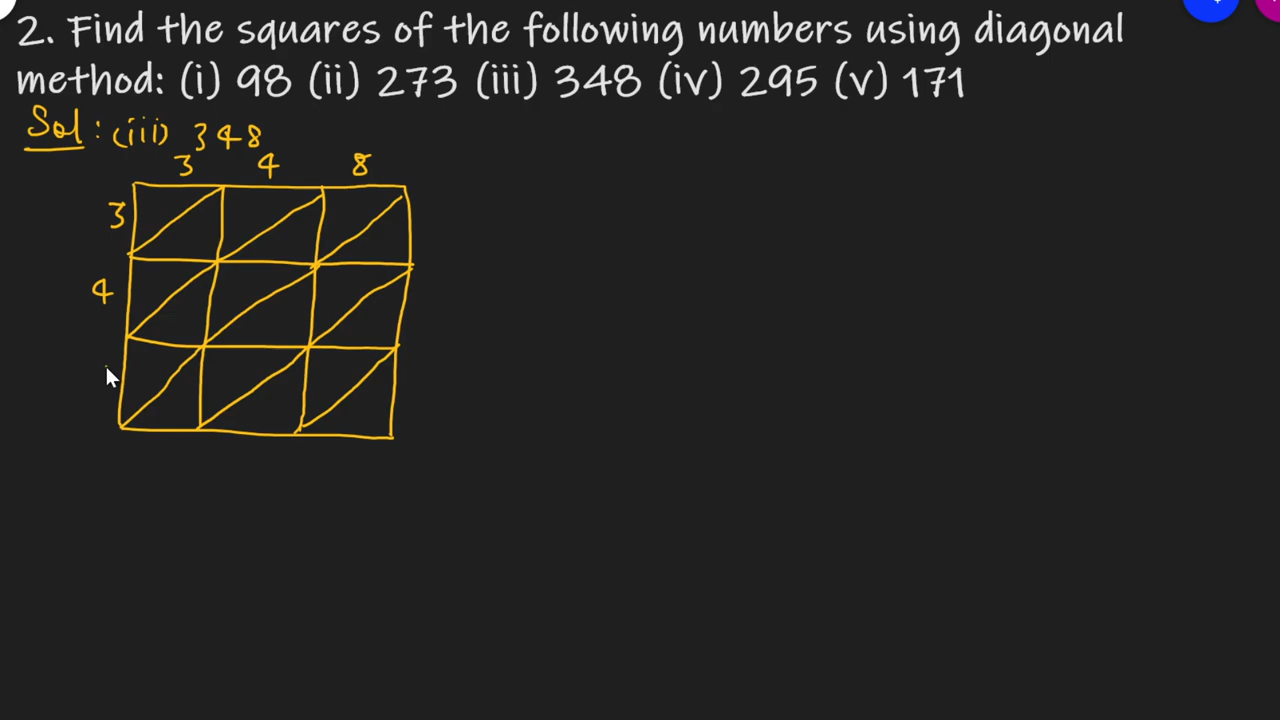 2. Find the squares of the following numbers using diagonal
method: (i) 98 (ii) 273 (iii) 348 (iv) 295 (v) 171
Sol : (iii) 348
3 4 8
3
4